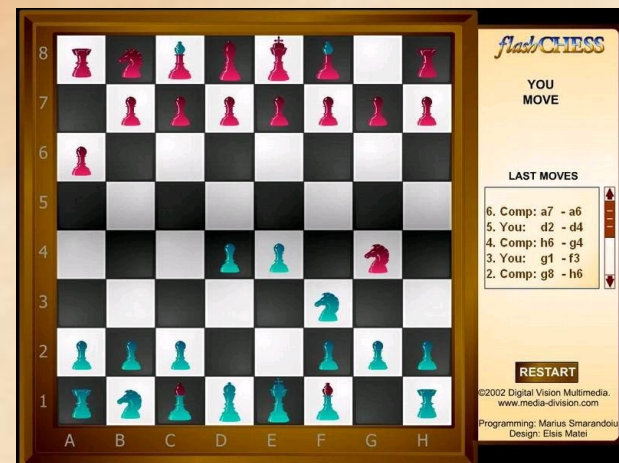 8
7
6
5
4
3
2
1
A B C D E F G H
flashCHESS
YOU
MOVE
LAST MOVES
6. Comp: a7 - a6
5. You: d2 - d4
4. Comp: h6 - g4
3. You: g1 - f3
2. Comp: g8 - h6
RESTART
©2002 Digital Vision Multimedia.
www.media-division.com
Programming: Marius Smarandoiu
Design: Elsis Matei